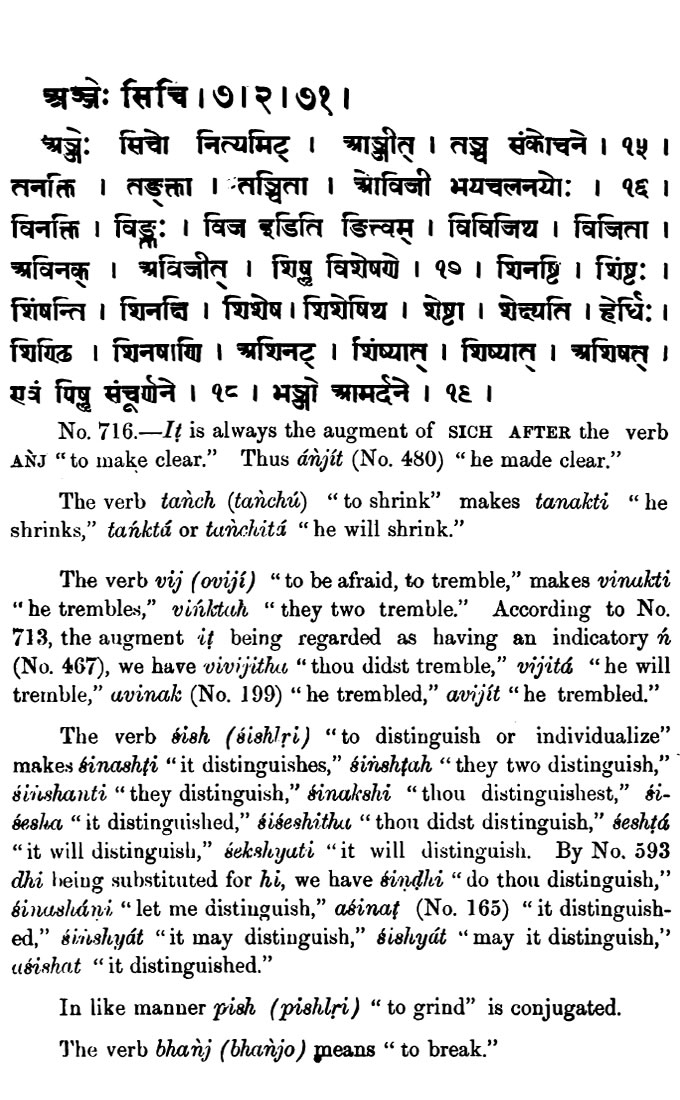 अञ्जेः सिचि । ७ । २ । ७१ ।
अञ्जेः सिचो नित्यमिट् । आञ्जीत् । तञ्चू संकोचने । १५ ।
तनक्ति । तङ्क्ता । तञ्चिता । ओविजी भयचलनयोः । १६ ।
विनक्ति । विङ्क्तः । विज इडिति ङित्त्वम् । विविजिथ । विजिता ।
अविनक् । अविजीत् । शिष्लृ विशेषणे । १७ । शिनष्टि । शिंष्टः ।
शिंषन्ति । शिनक्षि । शिशेष । शिशेषिथ । शेष्टा । शेक्ष्यति । हेर्धिः ।
शिण्ढि । शिनषाणि । अशिनट् । शिंष्यात् । शिष्यात् । अशिषत् ।
एवं पिष्लृ संचूर्णने । १८ । भञ्जो आमर्दने । १९ ।
No. 716.—Iṭ is always the augment of SICH AFTER the verb
AÑJ “to make clear.” Thus áñjít (No. 480) “he made clear.”
The verb tañch (tañchú) “to shrink” makes tanakti “he
shrinks,” tańktá or tañchitá “he will shrink.”
The verb vij (ovijí) “to be afraid, to tremble,” makes vinakti
“he trembles,” vińktah “they two tremble.” According to No.
713, the augment iṭ being regarded as having an indicatory ń
(No. 467), we have vivijitha “thou didst tremble,” vijitá “he will
tremble,” avinak (No. 199) “he trembled,” avijít “he trembled.”
The verb śish (śishlṛi) “to distinguish or individualize”
makes śinashṭi “it distinguishes,” śiṅshṭah “they two distinguish,”
śiṅshanti “they distinguish,” śinakshi “thou distinguishest,” śi-
śesha “it distinguished,” śiśeshitha “thou didst distinguish,” śeshṭá
“it will distinguish,” śekshyati “it will distinguish. By No. 593
dhi being substituted for hi, we have śiṇḍhi “do thou distinguish,”
śinasháṇi “let me distinguish,” aśinaṭ (No. 165) “it distinguish-
ed,” śiṅshyát “it may distinguish,” śishyát “may it distinguish,”
aśishat “it distinguished.”
In like manner pish (pishlṛi) “to grind” is conjugated.
The verb bhañj (bhañjo) means “to break.”